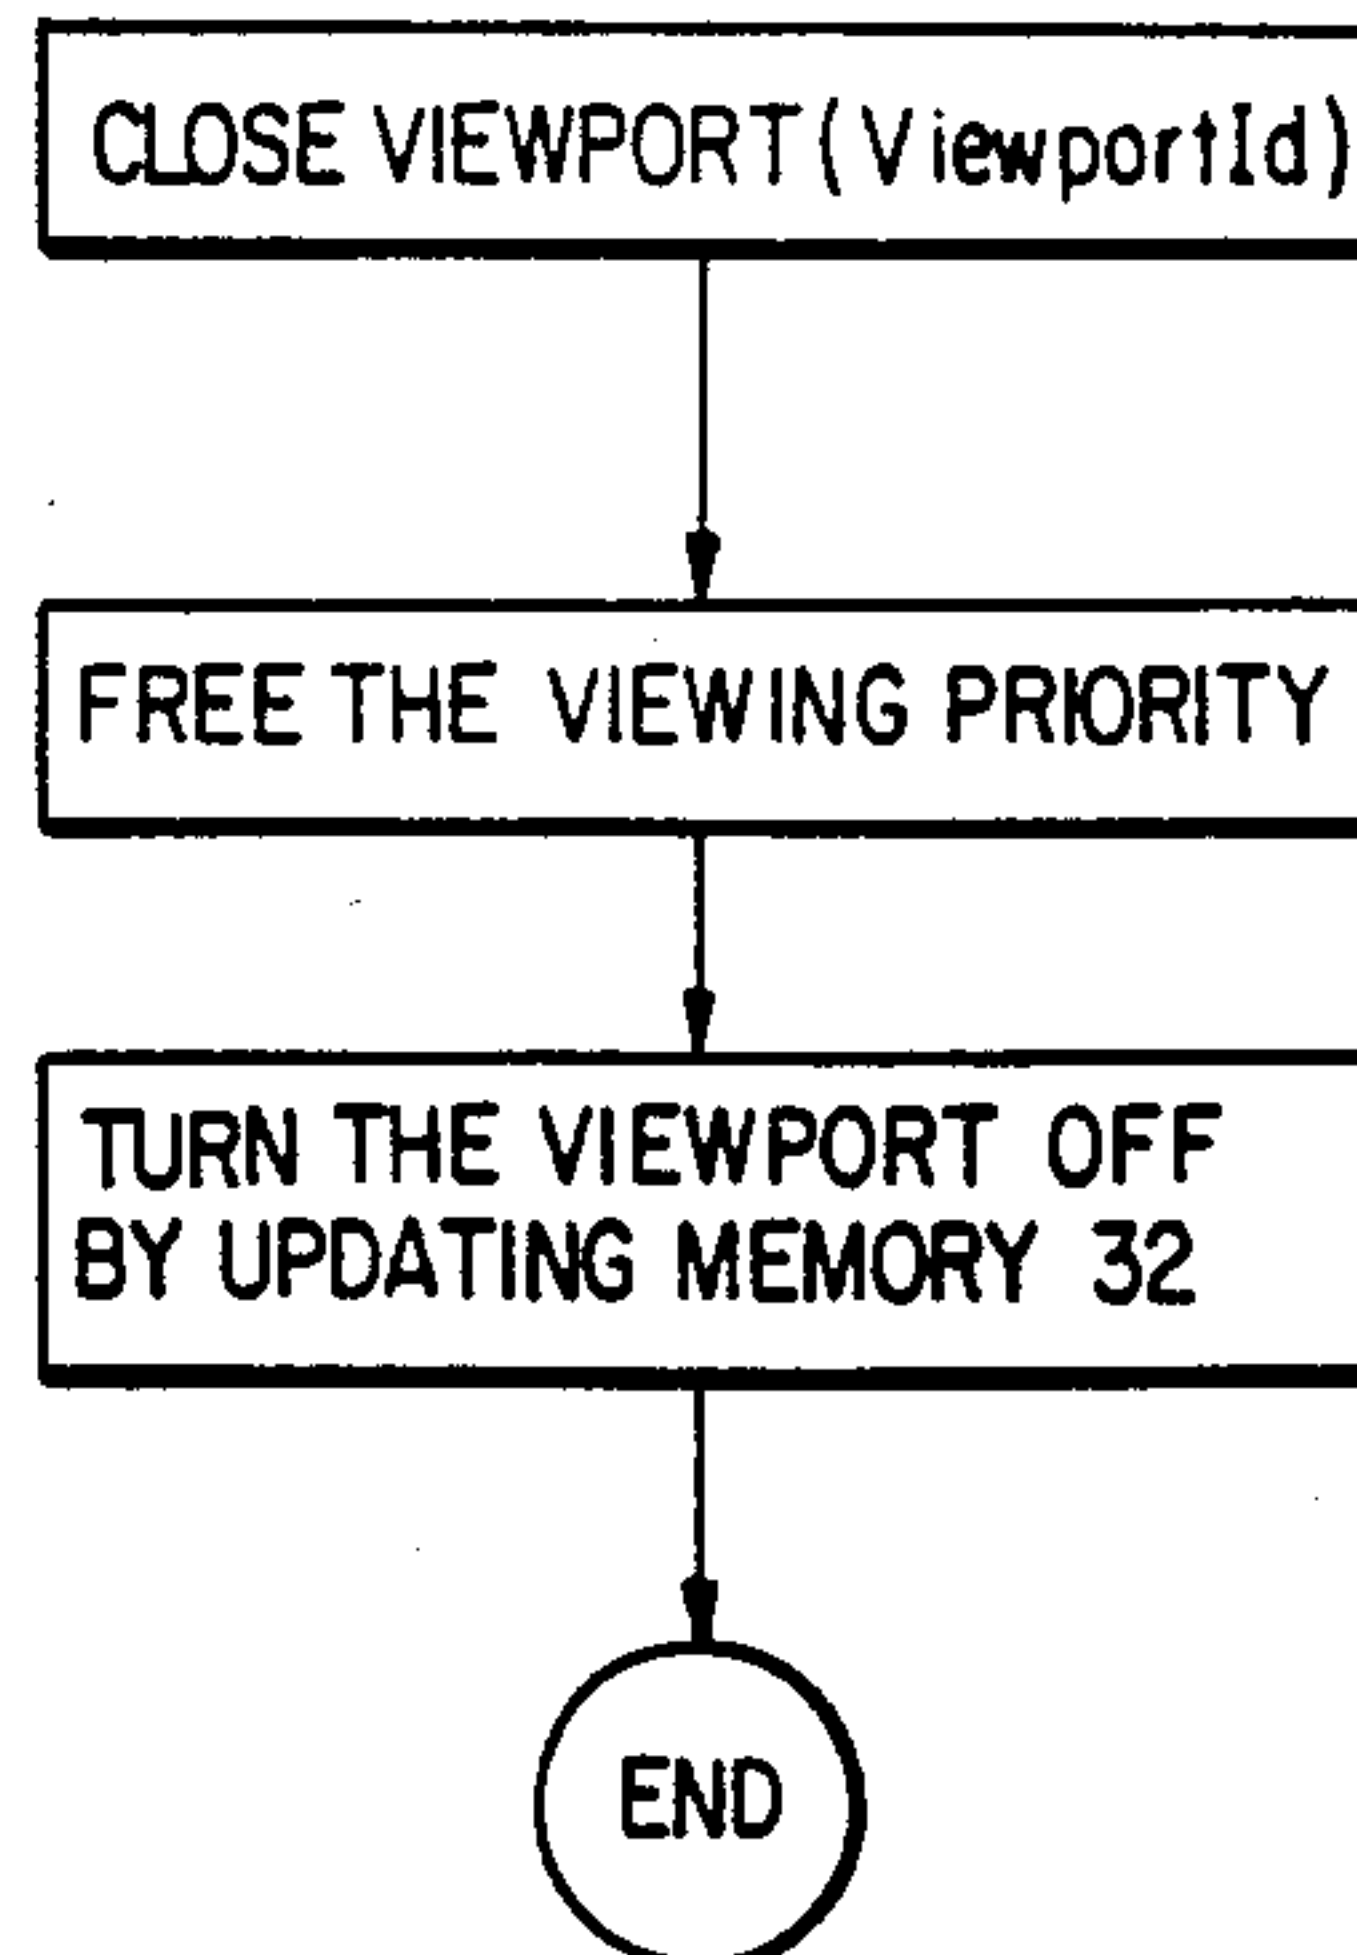 CLOSE VIEWPORT(ViewportId)
FREE THE VIEWING PRIORITY
TURN THE VIEWPORT OFF
BY UPDATING MEMORY 32
END